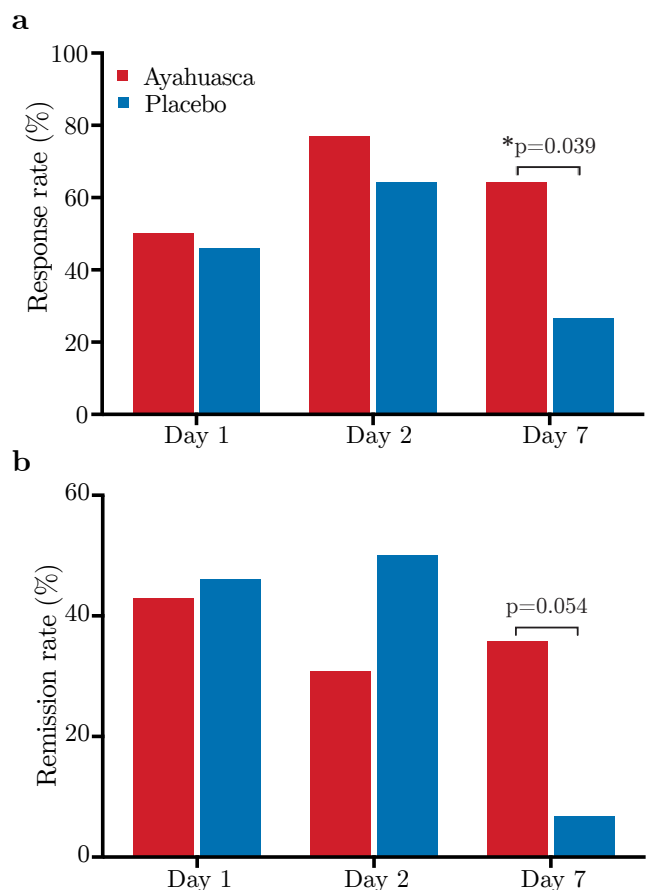 a
Response rate (%)
100
80
60
40
20
0
Ayahuasca
Placebo
*p=0.039
Day 1 Day 2 Day 7
b
Remission rate (%)
60
40
20
0
p=0.054
Day 1 Day 2 Day 7